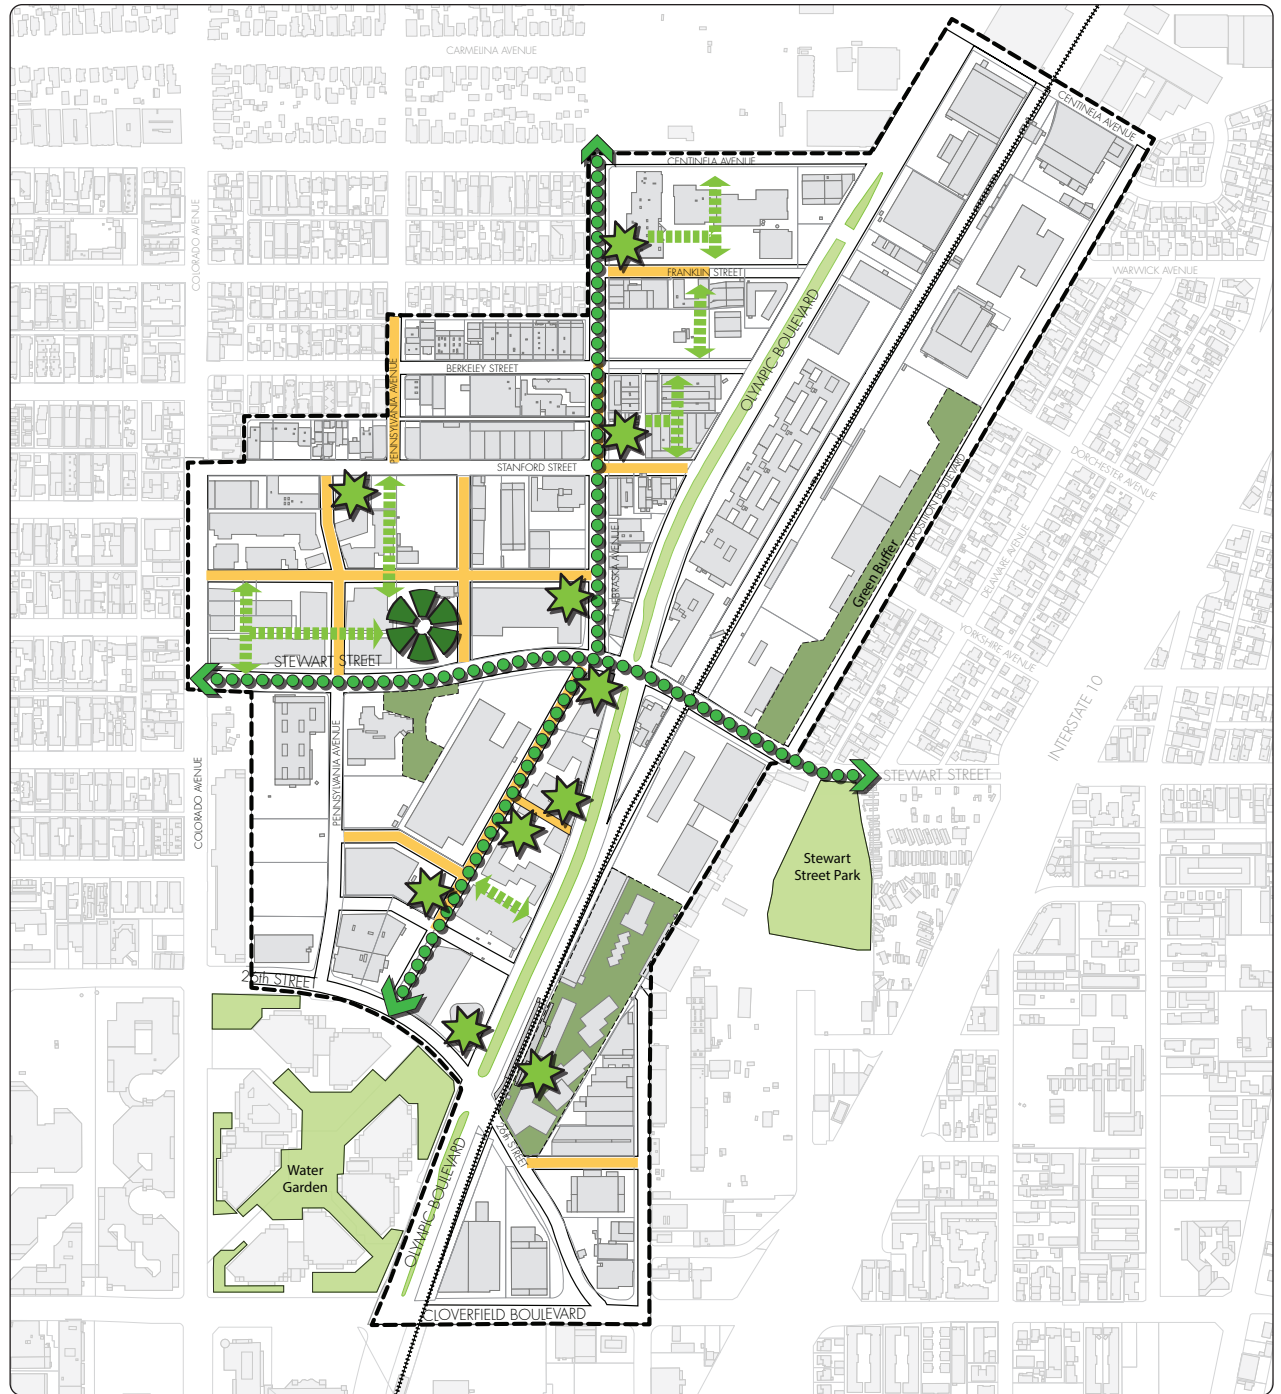 CARMELINA AVENUE
CENTINELA AVENUE
CENTINELA AVENUE
COLORADO AVENUE
FRANKLIN STREET
WARWICK AVENUE
OLYMPIC BOULEVARD
PENNSYLVANIA AVENUE
BERKELEY STREET
STANFORD STREET
DORCHESTER AVENUE
EXPOSITION BOULEVARD
NEBRASKA AVENUE
Green Buffer
DELAWARE AVENUE
YORKSHIRE AVE
STEWART STREET
INTERSTATE 10
PENNSYLVANIA AVENUE
COLORADO AVENUE
STEWART STREET
Stewart
Street Park
26th STREET
26th STREET
Water
Garden
OLYMPIC BOULEVARD
CLOVERFIELD BOULEVARD